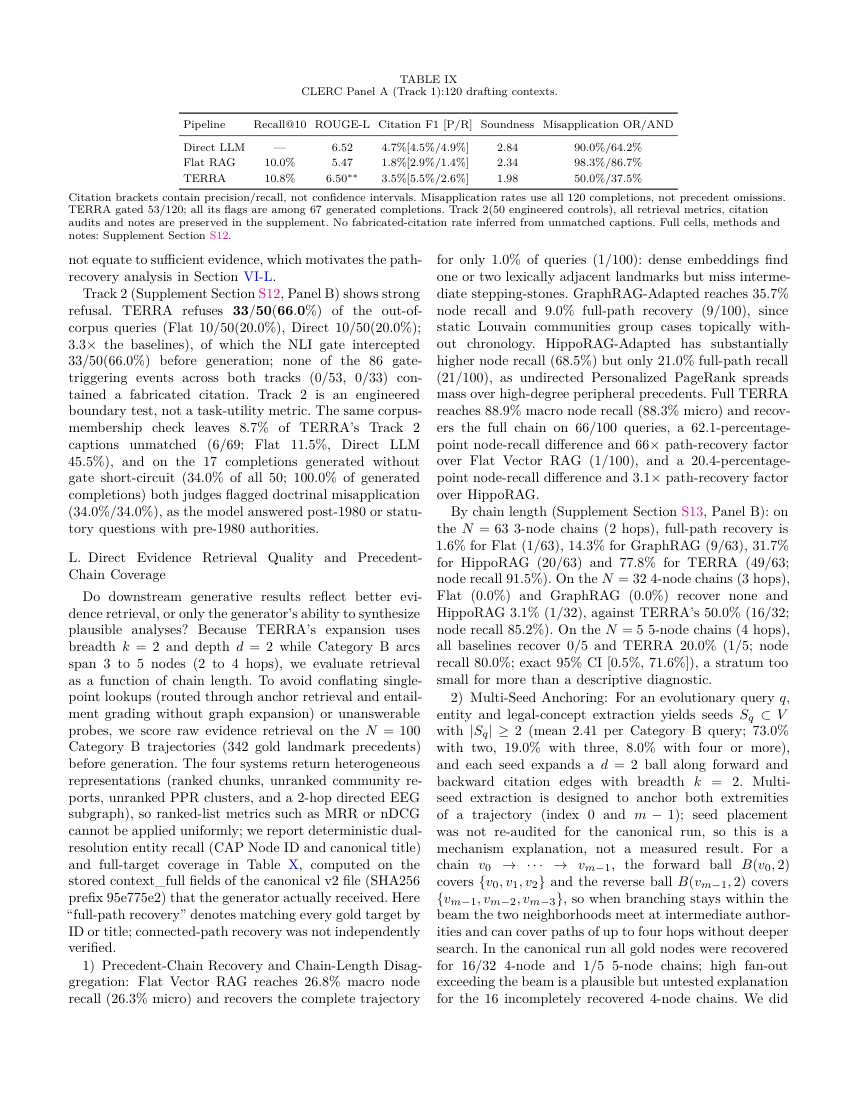 TABLE IX
CLERC Panel A (Track 1):120 drafting contexts.
Pipeline Recall@10 ROUGE-L Citation F1 [P/R] Soundness Misapplication OR/AND
Direct LLM — 6.52 4.7%[4.5%/4.9%] 2.84 90.0%/64.2%
Flat RAG 10.0% 5.47 1.8%[2.9%/1.4%] 2.34 98.3%/86.7%
TERRA 10.8% 6.50** 3.5%[5.5%/2.6%] 1.98 50.0%/37.5%
Citation brackets contain precision/recall, not confidence intervals. Misapplication rates use all 120 completions, not precedent omissions.
TERRA gated 53/120; all its flags are among 67 generated completions. Track 2(50 engineered controls), all retrieval metrics, citation
audits and notes are preserved in the supplement. No fabricated-citation rate inferred from unmatched captions. Full cells, methods and
notes: Supplement Section S12.
not equate to sufficient evidence, which motivates the path-
recovery analysis in Section VI-L.
Track 2 (Supplement Section S12, Panel B) shows strong
refusal. TERRA refuses 33/50(66.0%) of the out-of-
corpus queries (Flat 10/50(20.0%), Direct 10/50(20.0%);
3.3× the baselines), of which the NLI gate intercepted
33/50(66.0%) before generation; none of the 86 gate-
triggering events across both tracks (0/53, 0/33) con-
tained a fabricated citation. Track 2 is an engineered
boundary test, not a task-utility metric. The same corpus-
membership check leaves 8.7% of TERRA's Track 2
captions unmatched (6/69; Flat 11.5%, Direct LLM
45.5%), and on the 17 completions generated without
gate short-circuit (34.0% of all 50; 100.0% of generated
completions) both judges flagged doctrinal misapplication
(34.0%/34.0%), as the model answered post-1980 or statu-
tory questions with pre-1980 authorities.
L. Direct Evidence Retrieval Quality and Precedent-
Chain Coverage
Do downstream generative results reflect better evi-
dence retrieval, or only the generator's ability to synthesize
plausible analyses? Because TERRA's expansion uses
breadth k = 2 and depth d = 2 while Category B arcs
span 3 to 5 nodes (2 to 4 hops), we evaluate retrieval
as a function of chain length. To avoid conflating single-
point lookups (routed through anchor retrieval and entail-
ment grading without graph expansion) or unanswerable
probes, we score raw evidence retrieval on the N = 100
Category B trajectories (342 gold landmark precedents)
before generation. The four systems return heterogeneous
representations (ranked chunks, unranked community re-
ports, unranked PPR clusters, and a 2-hop directed EEG
subgraph), so ranked-list metrics such as MRR or nDCG
cannot be applied uniformly; we report deterministic dual-
resolution entity recall (CAP Node ID and canonical title)
and full-target coverage in Table X, computed on the
stored context_full fields of the canonical v2 file (SHA256
prefix 95e775e2) that the generator actually received. Here
“full-path recovery” denotes matching every gold target by
ID or title; connected-path recovery was not independently
verified.
1) Precedent-Chain Recovery and Chain-Length Disag-
gregation: Flat Vector RAG reaches 26.8% macro node
recall (26.3% micro) and recovers the complete trajectory
for only 1.0% of queries (1/100): dense embeddings find
one or two lexically adjacent landmarks but miss interme-
diate stepping-stones. GraphRAG-Adapted reaches 35.7%
node recall and 9.0% full-path recovery (9/100), since
static Louvain communities group cases topically with-
out chronology. HippoRAG-Adapted has substantially
higher node recall (68.5%) but only 21.0% full-path recall
(21/100), as undirected Personalized PageRank spreads
mass over high-degree peripheral precedents. Full TERRA
reaches 88.9% macro node recall (88.3% micro) and recov-
ers the full chain on 66/100 queries, a 62.1-percentage-
point node-recall difference and 66× path-recovery factor
over Flat Vector RAG (1/100), and a 20.4-percentage-
point node-recall difference and 3.1× path-recovery factor
over HippoRAG.
By chain length (Supplement Section S13, Panel B): on
the N = 63 3-node chains (2 hops), full-path recovery is
1.6% for Flat (1/63), 14.3% for GraphRAG (9/63), 31.7%
for HippoRAG (20/63) and 77.8% for TERRA (49/63;
node recall 91.5%). On the N = 32 4-node chains (3 hops),
Flat (0.0%) and GraphRAG (0.0%) recover none and
HippoRAG 3.1% (1/32), against TERRA's 50.0% (16/32;
node recall 85.2%). On the N = 5 5-node chains (4 hops),
all baselines recover 0/5 and TERRA 20.0% (1/5; node
recall 80.0%; exact 95% CI [0.5%, 71.6%]), a stratum too
small for more than a descriptive diagnostic.
2) Multi-Seed Anchoring: For an evolutionary query q,
entity and legal-concept extraction yields seeds S_q ⊂ V
with |S_q| ≥ 2 (mean 2.41 per Category B query; 73.0%
with two, 19.0% with three, 8.0% with four or more),
and each seed expands a d = 2 ball along forward and
backward citation edges with breadth k = 2. Multi-
seed extraction is designed to anchor both extremities
of a trajectory (index 0 and m − 1); seed placement
was not re-audited for the canonical run, so this is a
mechanism explanation, not a measured result. For a
chain v₀ → ⋯ → v_{m−1}, the forward ball B(v₀, 2)
covers {v₀, v₁, v₂} and the reverse ball B(v_{m−1}, 2) covers
{v_{m−1}, v_{m−2}, v_{m−3}}, so when branching stays within the
beam the two neighborhoods meet at intermediate author-
ities and can cover paths of up to four hops without deeper
search. In the canonical run all gold nodes were recovered
for 16/32 4-node and 1/5 5-node chains; high fan-out
exceeding the beam is a plausible but untested explanation
for the 16 incompletely recovered 4-node chains. We did